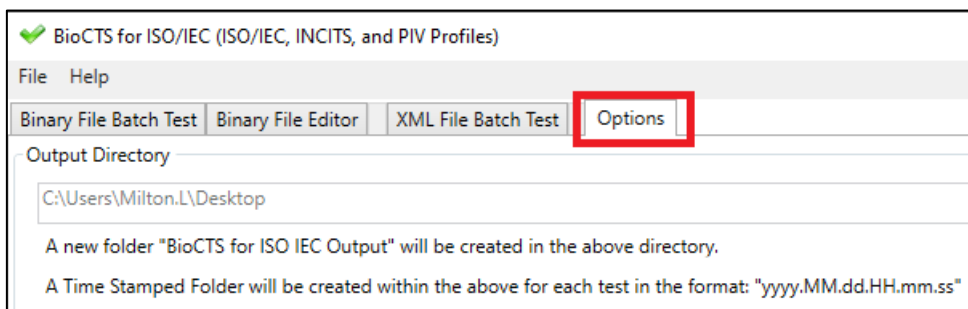 BioCTS for ISO/IEC (ISO/IEC, INCITS, and PIV Profiles)
File Help
Binary File Batch Test Binary File Editor XML File Batch Test Options
Output Directory
C:\Users\Milton.L\Desktop
A new folder "BioCTS for ISO IEC Output" will be created in the above directory.
A Time Stamped Folder will be created within the above for each test in the format: "yyyy.MM.dd.HH.mm.ss"